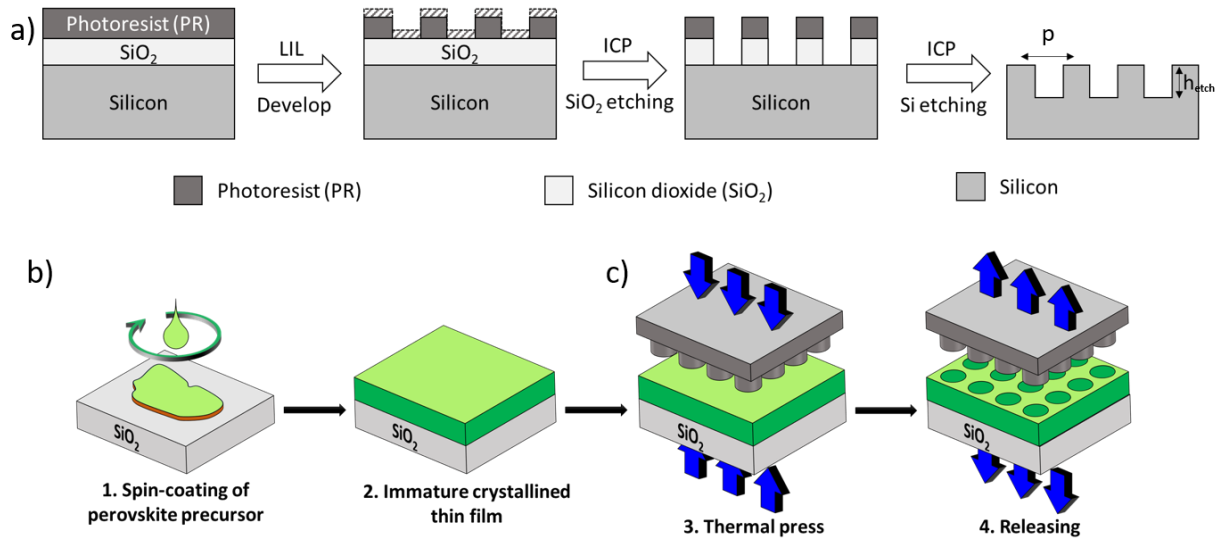 a)
Photoresist (PR)
SiO₂
Silicon
LIL
Develop
SiO₂
Silicon
ICP
SiO₂ etching
Silicon
ICP
Si etching
p
hetch
Photoresist (PR)
Silicon dioxide (SiO₂)
Silicon
b)
SiO₂
1. Spin-coating of
perovskite precursor
SiO₂
2. Immature crystallined
thin film
c)
SiO₂
3. Thermal press
SiO₂
4. Releasing